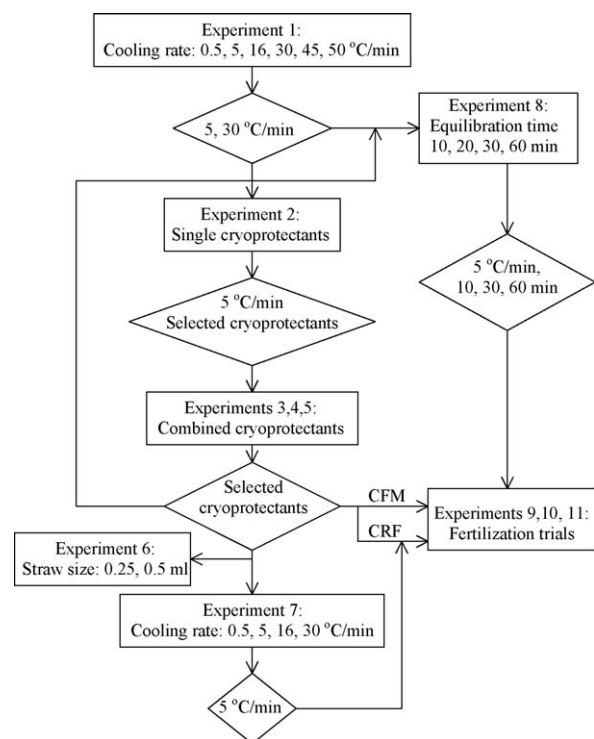 Experiment 1:
Cooling rate: 0.5, 5, 16, 30, 45, 50 °C/min
5, 30 °C/min
Experiment 8:
Equilibration time
10, 20, 30, 60 min
Experiment 2:
Single cryoprotectants
5 °C/min
Selected cryoprotectants
5 °C/min,
10, 30, 60 min
Experiments 3,4,5:
Combined cryoprotectants
Selected
cryoprotectants
CFM
CRF
Experiments 9,10, 11:
Fertilization trials
Experiment 6:
Straw size: 0.25, 0.5 ml
Experiment 7:
Cooling rate: 0.5, 5, 16, 30 °C/min
5 °C/min